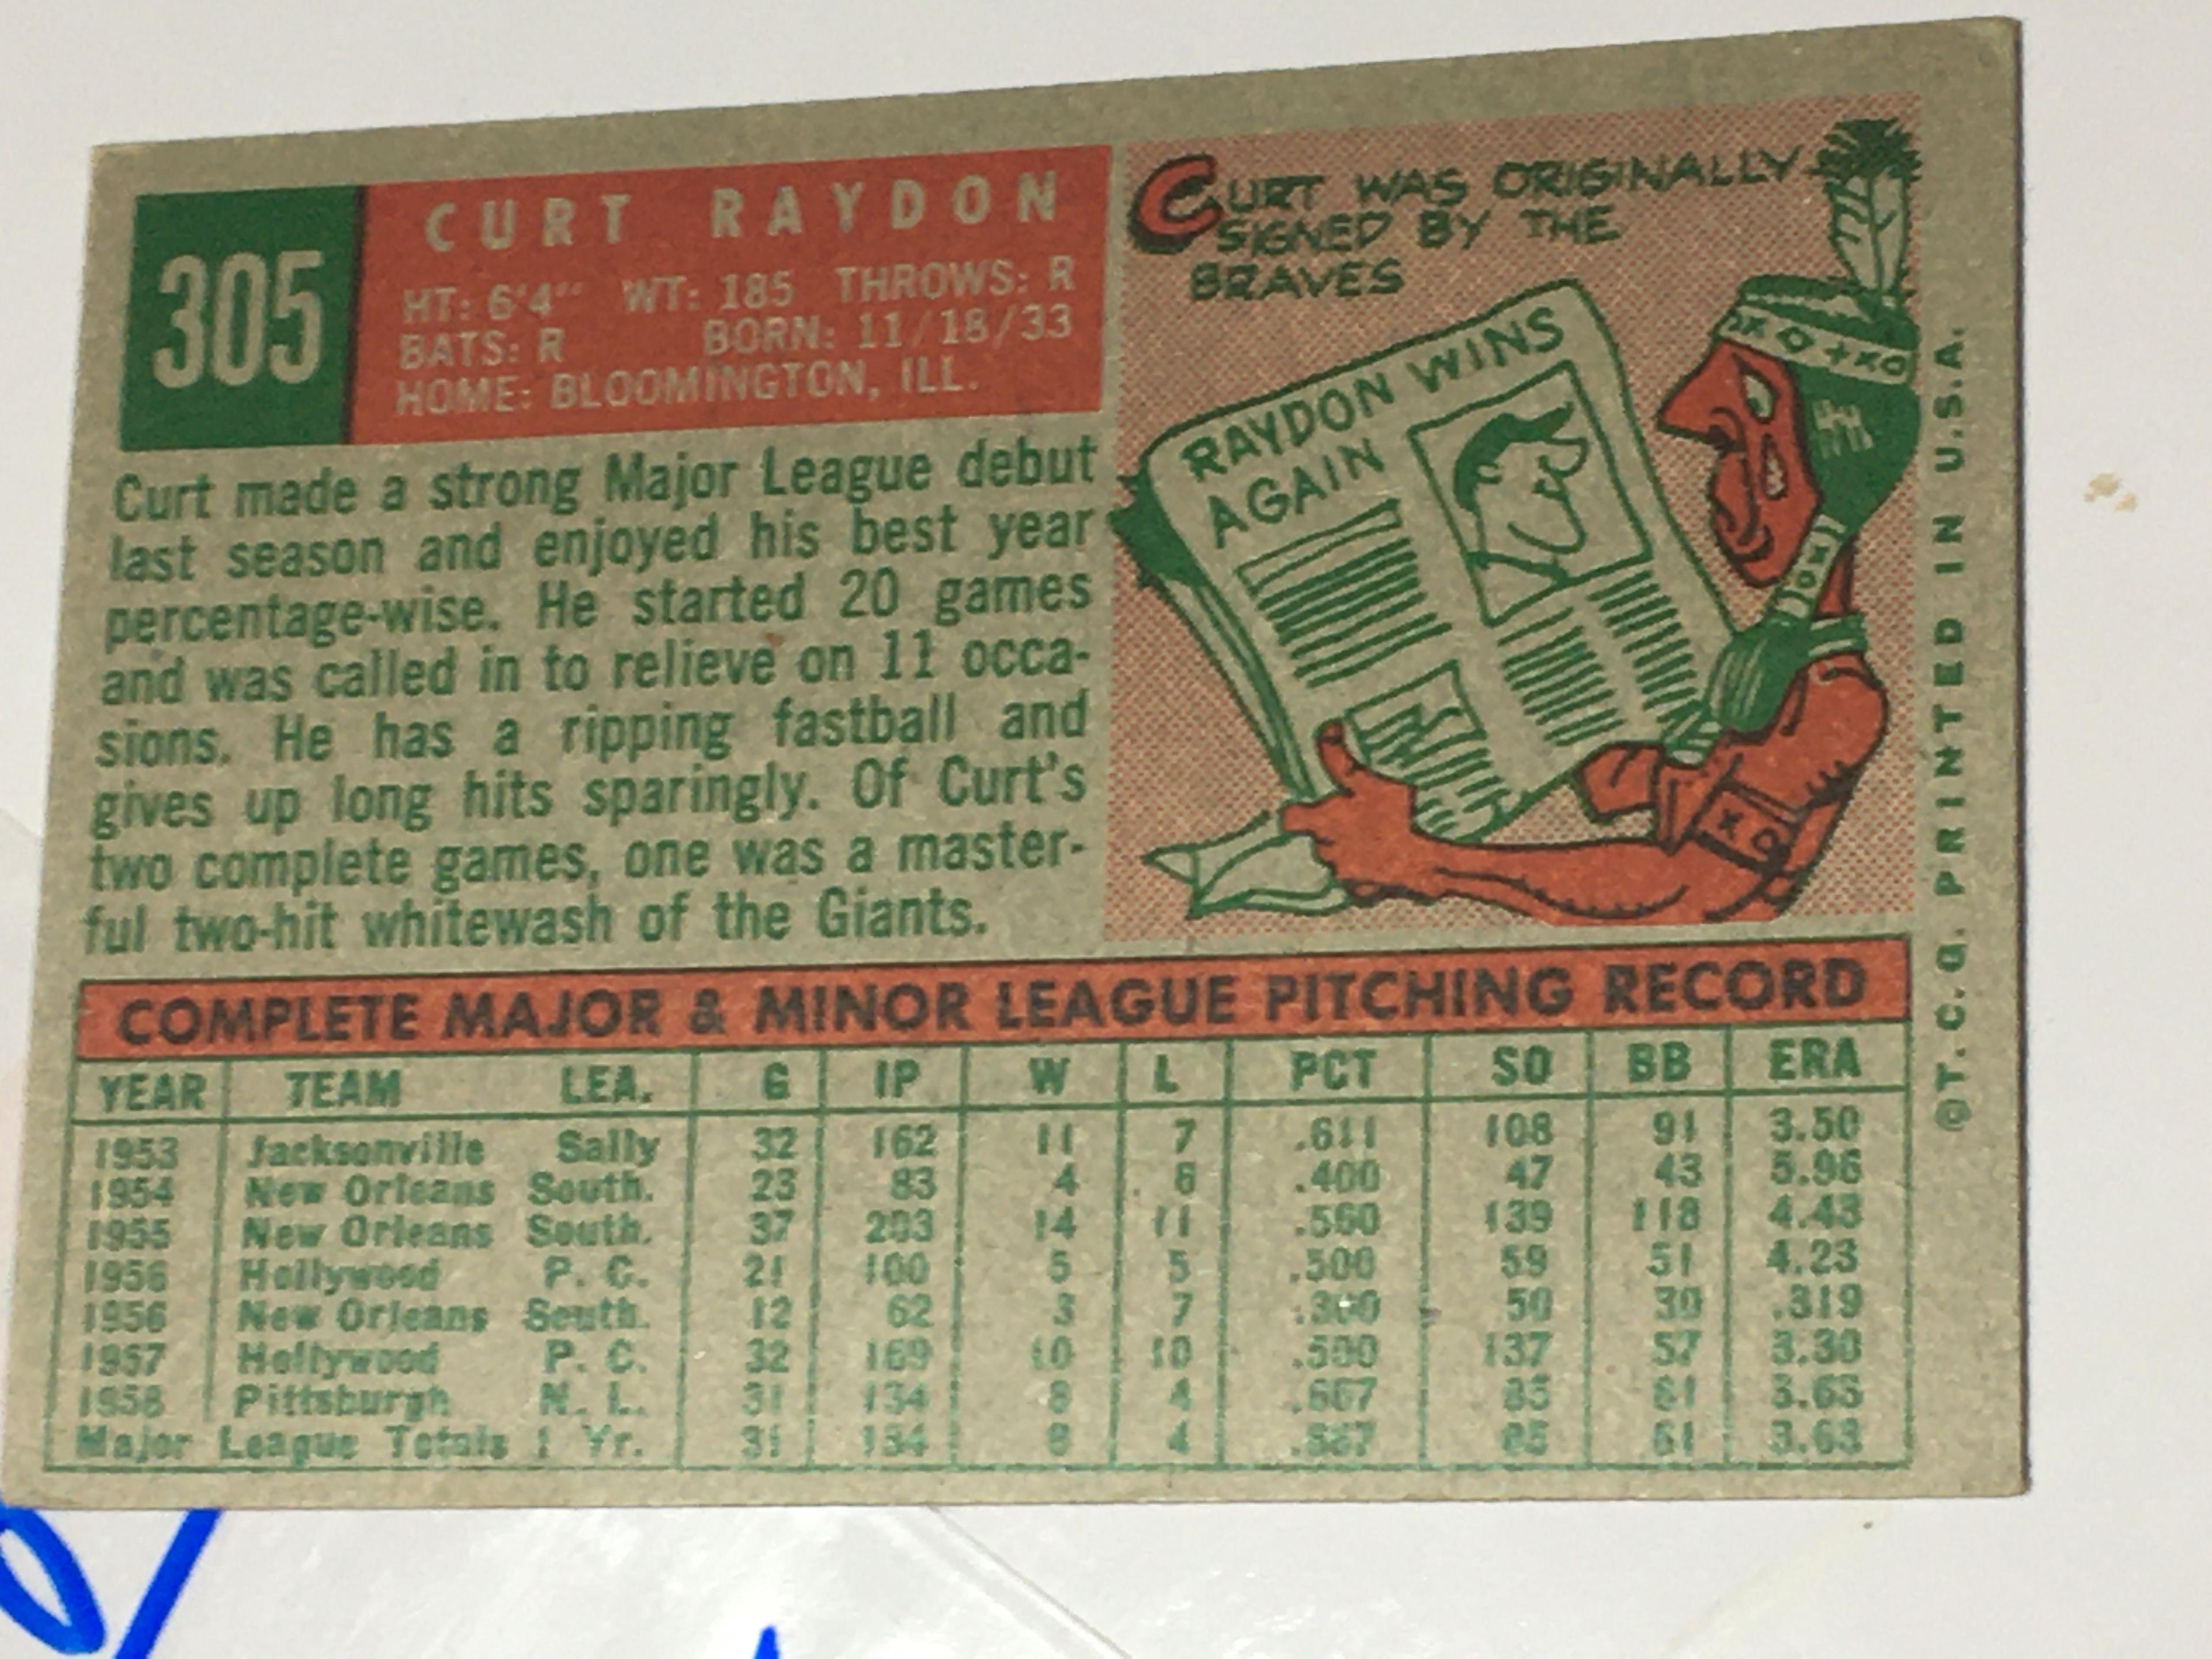 305
CURT RAYDON
HT: 6'4" WT: 185 THROWS: R
BATS: R BORN: 11/18/33
HOME: BLOOMINGTON, ILL.
Curt made a strong Major League debut
last season and enjoyed his best year
percentage-wise. He started 20 games
and was called in to relieve on 11 occa-
sions. He has a ripping fastball and
gives up long hits sparingly. Of Curt's
two complete games, one was a master-
ful two-hit whitewash of the Giants.
CURT WAS ORIGINALLY
SIGNED BY THE
BRAVES
RAYDON WINS
AGAIN
COMPLETE MAJOR & MINOR LEAGUE PITCHING RECORD
YEAR TEAM LEA. G IP W L PCT SO BB ERA
1953 Jacksonville Sally 32 162 11 7 .611 108 91 3.50
1954 New Orleans South. 23 83 4 6 .400 47 43 5.96
1955 New Orleans South. 37 203 14 11 .560 139 118 4.43
1956 Hollywood P. C. 21 100 5 5 .500 59 51 4.23
1956 New Orleans South. 12 62 3 7 .300 50 30 .319
1957 Hollywood P. C. 32 169 10 10 .500 137 57 3.30
1958 Pittsburgh N. L. 31 134 8 4 .667 85 61 3.63
Major League Totals 1 Yr. 31 134 8 4 .667 85 61 3.63
©T.C.G. PRINTED IN U.S.A.